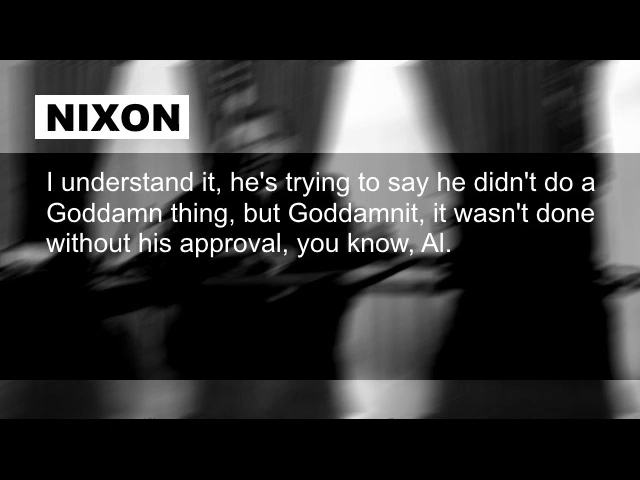 NIXON
I understand it, he's trying to say he didn't do a
Goddamn thing, but Goddamnit, it wasn't done
without his approval, you know, Al.